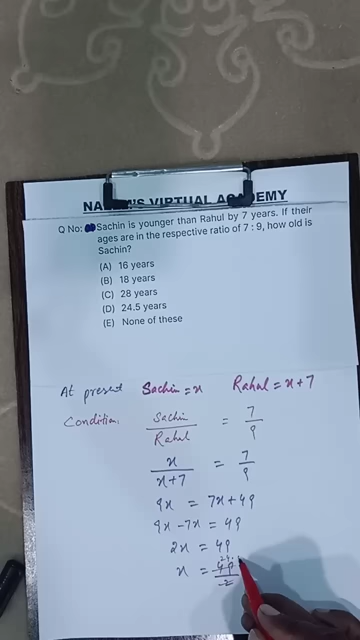 VIRTUAL ACADEMY
Q No: Sachin is younger than Rahul by 7 years. If their
ages are in the respective ratio of 7 : 9, how old is
Sachin?
(A) 16 years
(B) 18 years
(C) 28 years
(D) 24.5 years
(E) None of these
At present Sachin = x Rahul = x + 7
Condition: Sachin / Rahul = 7 / 9
x / x+7 = 7 / 9
9x = 7x + 49
9x - 7x = 49
2x = 49
x = 49 / 2